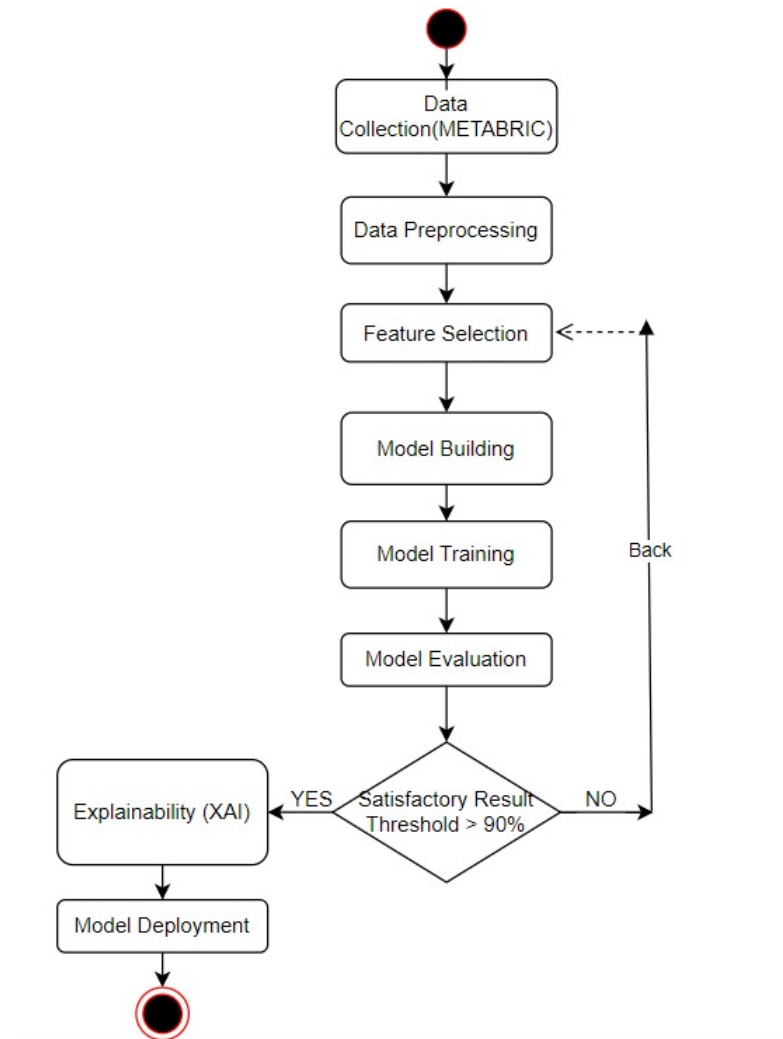 Data
Collection(METABRIC)
Data Preprocessing
Feature Selection
Model Building
Model Training
Back
Model Evaluation
Satisfactory Result
Threshold > 90%
YES
NO
Explainability (XAI)
Model Deployment